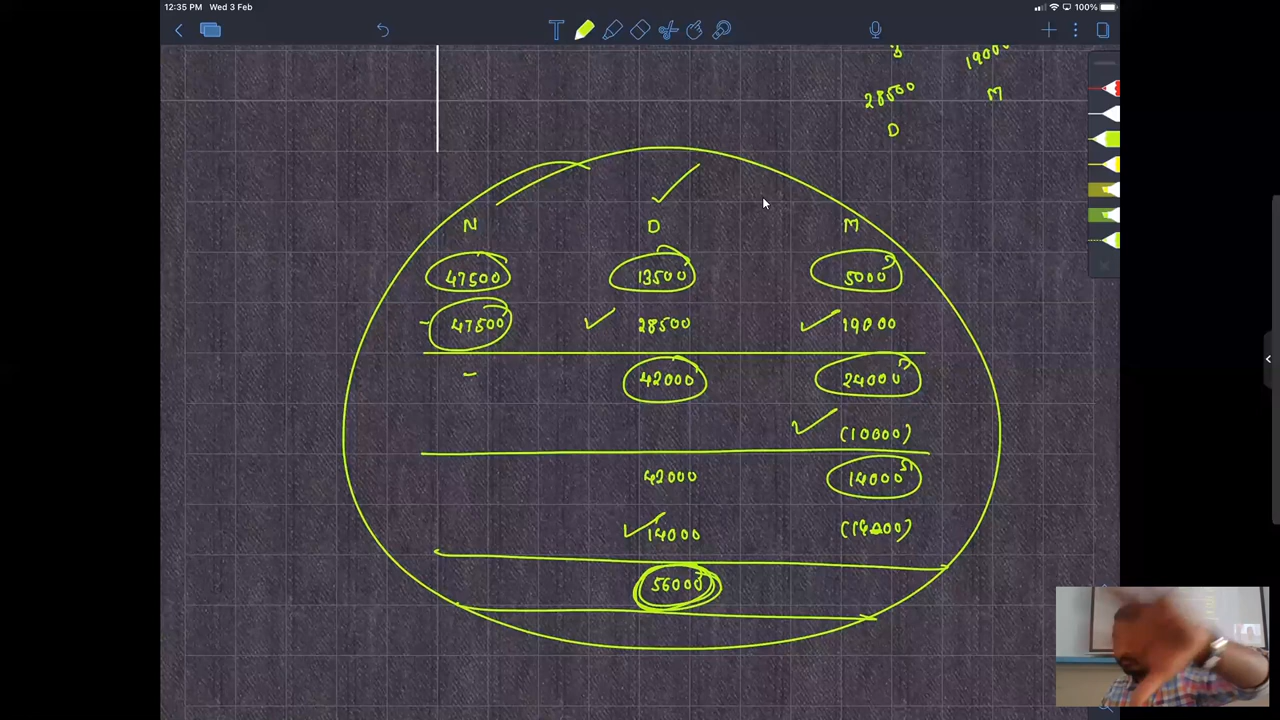 12:35 PM Wed 3 Feb 100%
T
19000
28500 M
D
N D M
47500 13500 5000
- 47500 28500 19000
- 42000 24000
(10000)
42000 14000
14000 (14000)
56000